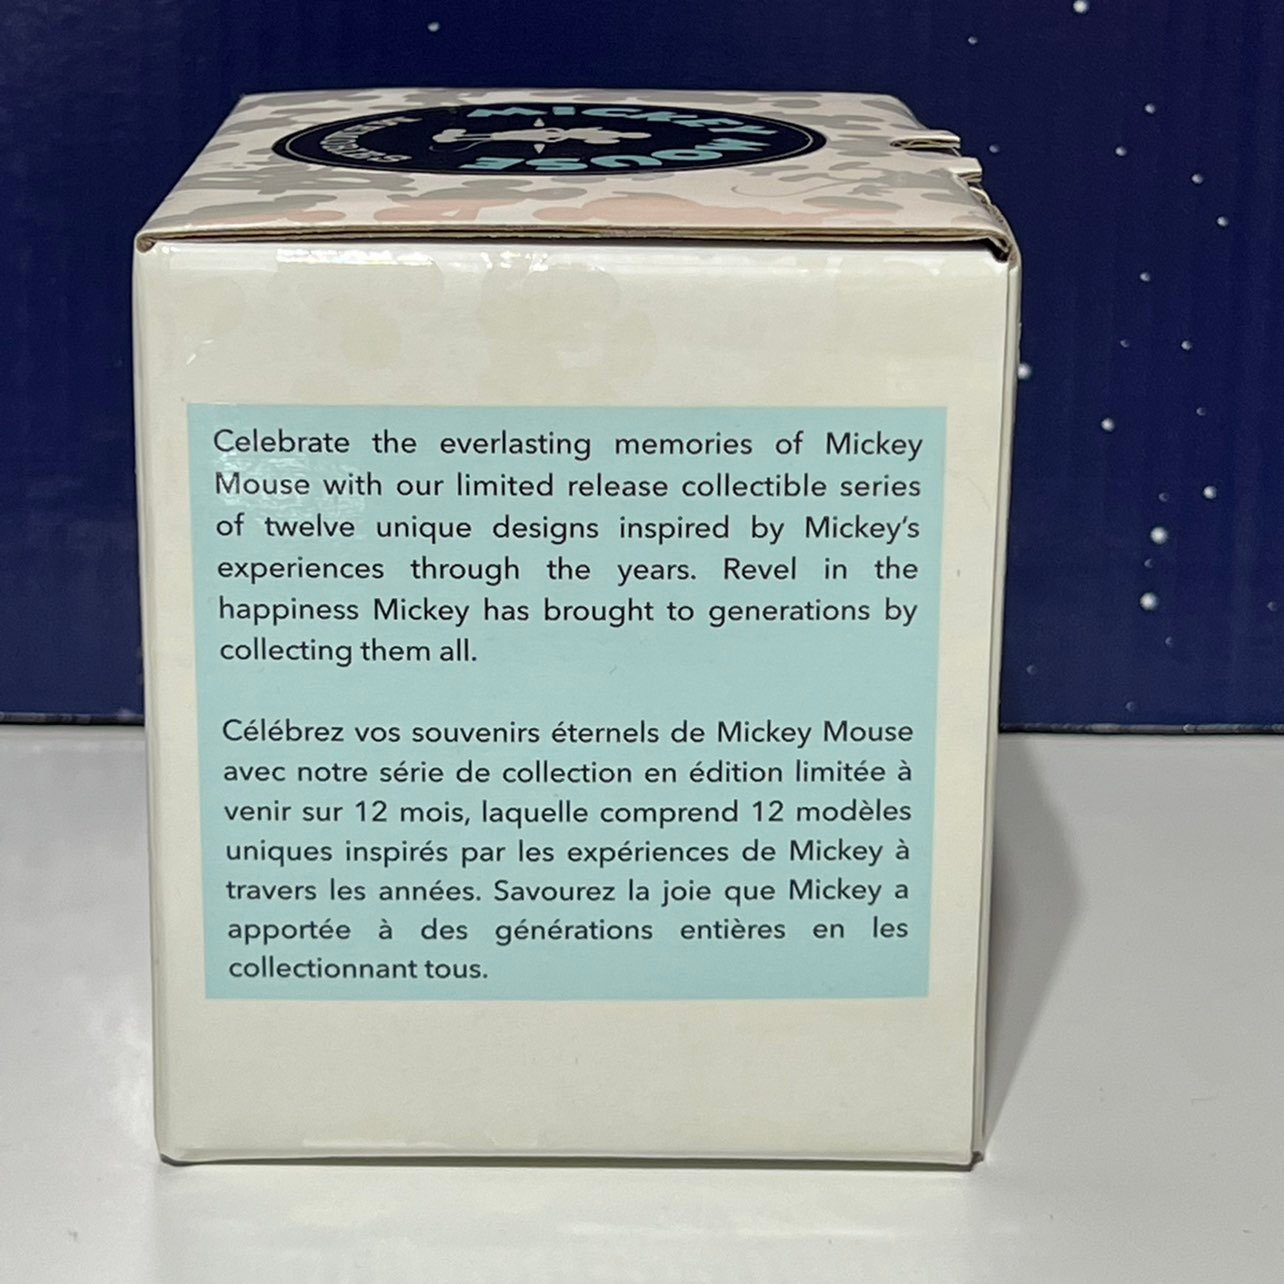 MICKEY MOUSE
MEMORIES
Celebrate the everlasting memories of Mickey
Mouse with our limited release collectible series
of twelve unique designs inspired by Mickey's
experiences through the years. Revel in the
happiness Mickey has brought to generations by
collecting them all.
Célébrez vos souvenirs éternels de Mickey Mouse
avec notre série de collection en édition limitée à
venir sur 12 mois, laquelle comprend 12 modèles
uniques inspirés par les expériences de Mickey à
travers les années. Savourez la joie que Mickey a
apportée à des générations entières en les
collectionnant tous.